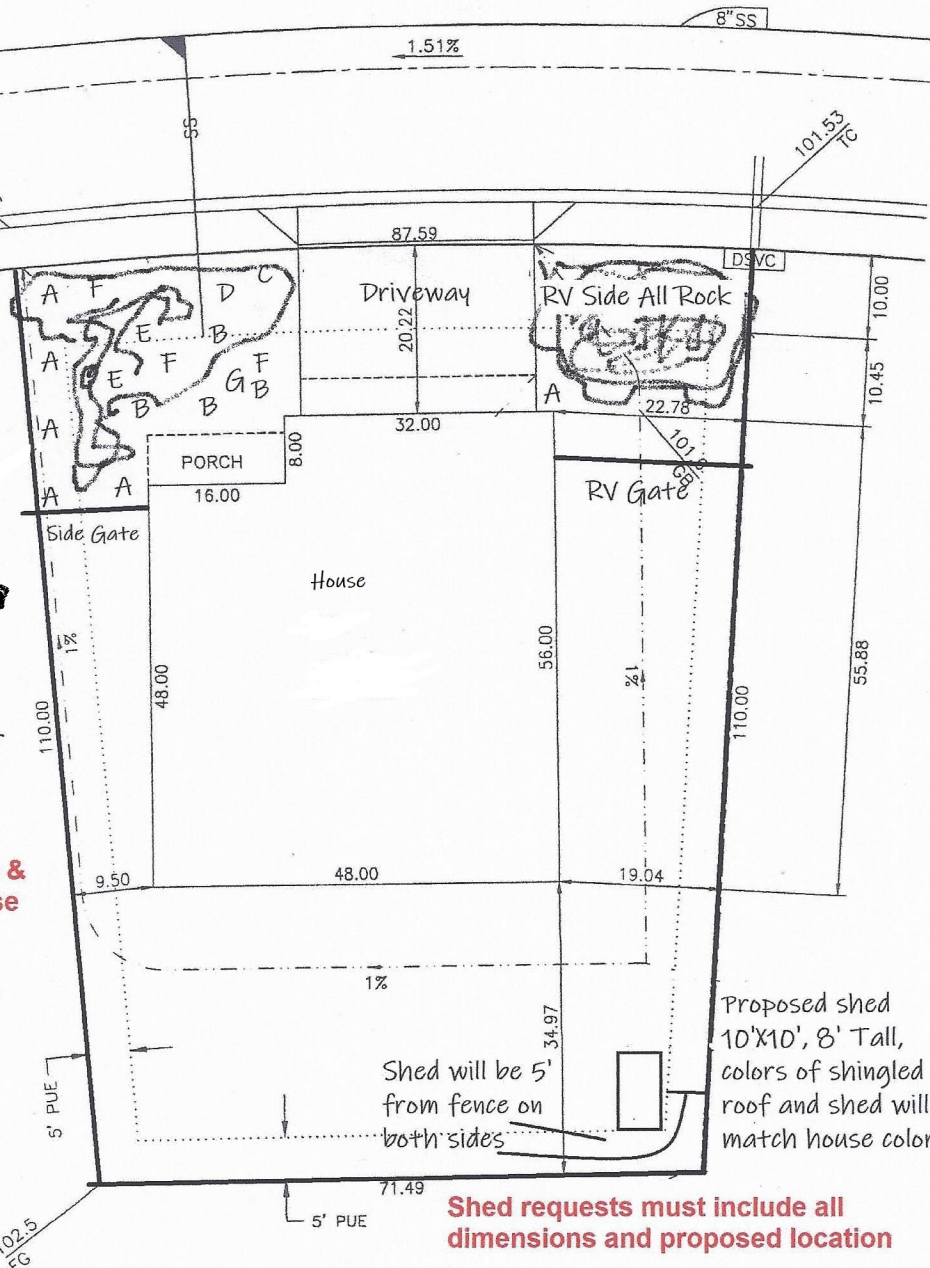 8"SS
1.51%
SS
101.53
TC
87.59
DSVC
A F D C
Driveway
RV Side All Rock
10.00
20.22
E B
A F F
E G B
B B
A
22.78
10.45
A
32.00
8.00
PORCH
16.00
101.
GB
RV Gate
A A
Side Gate
House
1%
48.00
56.00
1%
55.88
110.00
110.00
&
se
9.50
48.00
19.04
1%
34.97
Proposed shed
10'X10', 8' Tall,
colors of shingled
roof and shed will
match house color
Shed will be 5'
from fence on
both sides
5' PUE
71.49
5' PUE
102.5
FG
Shed requests must include all
dimensions and proposed location